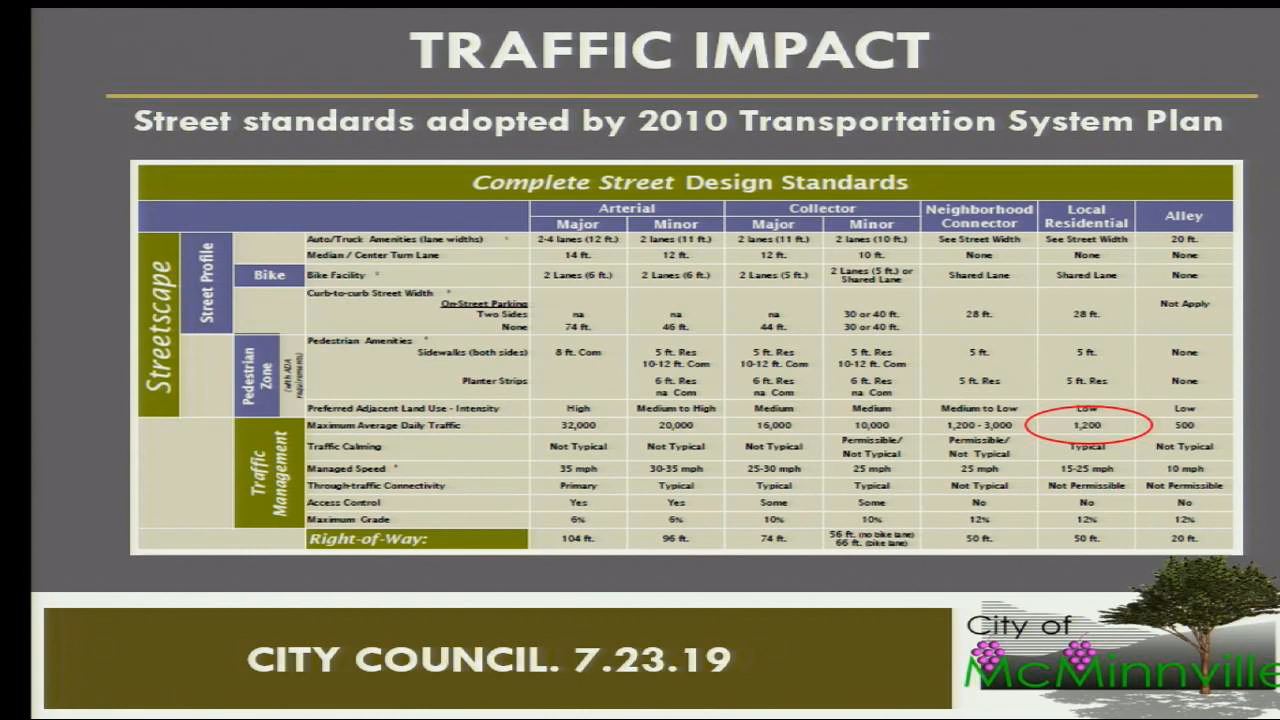 TRAFFIC IMPACT
Street standards adopted by 2010 Transportation System Plan
Complete Street Design Standards
Arterial Collector Neighborhood Connector Local Residential Alley
Major Minor Major Minor
Streetscape
Street Profile
Auto/Truck Amenities (lane widths) * 2-4 lanes (12 ft.) 2 lanes (11 ft.) 2 lanes (11 ft.) 2 lanes (10 ft.) See Street Width See Street Width 20 ft.
Median / Center Turn Lane 14 ft. 12 ft. 12 ft. 10 ft. None None None
Bike Bike Facility * 2 Lanes (6 ft.) 2 Lanes (6 ft.) 2 Lanes (5 ft.) 2 Lanes (5 ft.) or Shared Lane Shared Lane Shared Lane None
Curb-to-curb Street Width * Not Apply
On-Street Parking
Two Sides na na na 30 or 40 ft. 28 ft. 28 ft.
None 74 ft. 46 ft. 44 ft. 30 or 40 ft.
Pedestrian Zone
(with ADA requirements)
Pedestrian Amenities *
Sidewalks (both sides) 8 ft. Com 5 ft. Res 5 ft. Res 5 ft. Res 5 ft. 5 ft. None
10-12 ft. Com 10-12 ft. Com 10-12 ft. Com
Planter Strips 6 ft. Res 6 ft. Res 6 ft. Res 5 ft. Res 5 ft. Res None
na Com na Com na Com
Preferred Adjacent Land Use - Intensity High Medium to High Medium Medium Medium to Low Low Low
Traffic Management
Maximum Average Daily Traffic 32,000 20,000 16,000 10,000 1,200 - 3,000 1,200 500
Traffic Calming Not Typical Not Typical Not Typical Permissible/ Not Typical Permissible/ Not Typical Typical Not Typical
Managed Speed * 35 mph 30-35 mph 25-30 mph 25 mph 25 mph 15-25 mph 10 mph
Through-traffic Connectivity Primary Typical Typical Typical Not Typical Not Permissible Not Permissible
Access Control Yes Yes Some Some No No No
Maximum Grade 6% 6% 10% 10% 12% 12% 12%
Right-of-Way: 104 ft. 96 ft. 74 ft. 56 ft. (no bike lane) 66 ft. (bike lane) 50 ft. 50 ft. 20 ft.
CITY COUNCIL. 7.23.19
City of
McMinnville